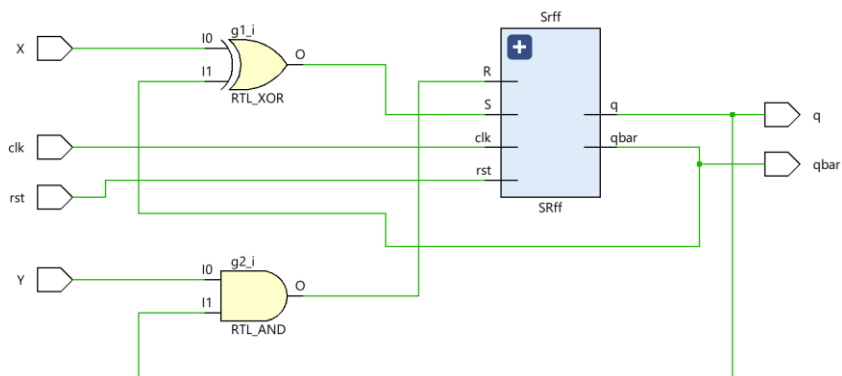 Srff
g1_i
X
I0
O
I1
RTL_XOR
R
S
q
q
clk
clk
qbar
qbar
rst
rst
SRff
g2_i
Y
I0
O
I1
RTL_AND